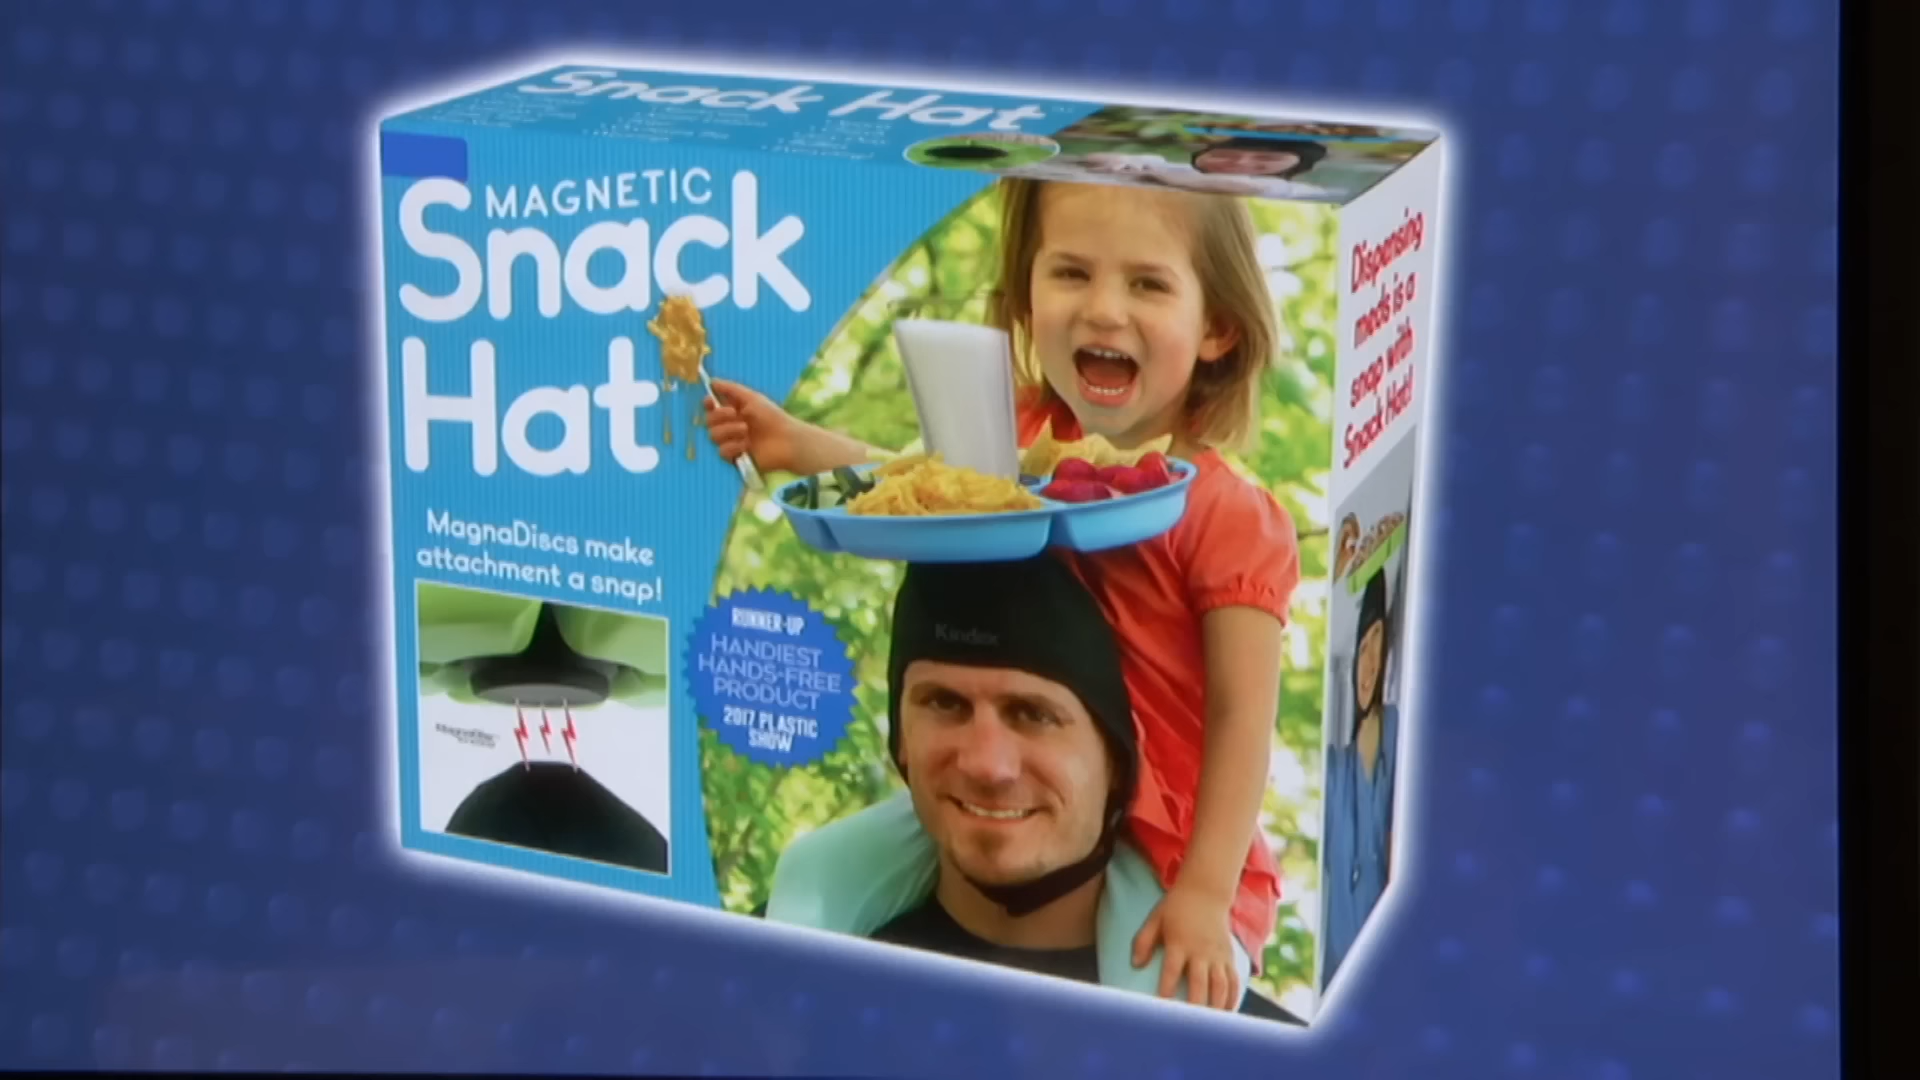 Snack Hat
MAGNETIC
Snack
Hat
MagnaDiscs make
attachment a snap!
RUNNER-UP
HANDIEST
HANDS-FREE
PRODUCT
2017 PLASTIC
SHOW
Dispensing
meds is a
snap with
Snack Hat!